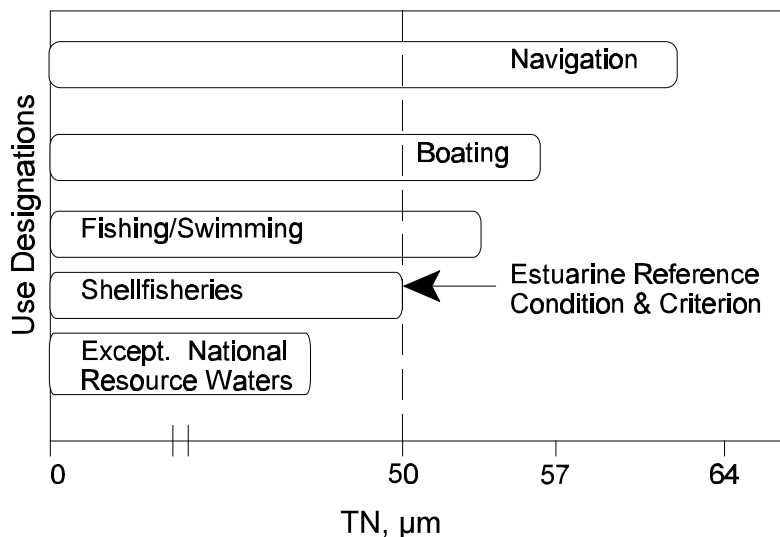 Use Designations
Navigation
Boating
Fishing/Swimming
Shellfisheries
Estuarine Reference
Condition & Criterion
Except. National
Resource Waters
0
50
57
64
TN, µm